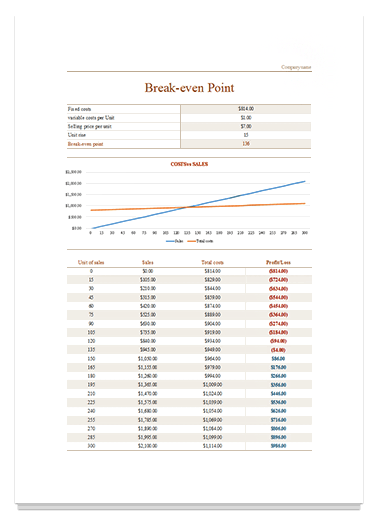 Company name
Break-even Point
Fixed costs $814.00
variable costs per Unit $1.00
Selling price per unit $7.00
Unit size 15
Break-even point 136
COSTS vs SALES
$2,500.00
$2,000.00
$1,500.00
$1,000.00
$500.00
$0.00
0 15 30 45 60 75 90 105 120 135 150 165 180 195 210 225 240 255 270 285 300
Sales Total costs
Unit of sales Sales Total costs Profit/Loss
0 $0.00 $814.00 ($814.00)
15 $105.00 $829.00 ($724.00)
30 $210.00 $844.00 ($634.00)
45 $315.00 $859.00 ($544.00)
60 $420.00 $874.00 ($454.00)
75 $525.00 $889.00 ($364.00)
90 $630.00 $904.00 ($274.00)
105 $735.00 $919.00 ($184.00)
120 $840.00 $934.00 ($94.00)
135 $945.00 $949.00 ($4.00)
150 $1,050.00 $964.00 $86.00
165 $1,155.00 $979.00 $176.00
180 $1,260.00 $994.00 $266.00
195 $1,365.00 $1,009.00 $356.00
210 $1,470.00 $1,024.00 $446.00
225 $1,575.00 $1,039.00 $536.00
240 $1,680.00 $1,054.00 $626.00
255 $1,785.00 $1,069.00 $716.00
270 $1,890.00 $1,084.00 $806.00
285 $1,995.00 $1,099.00 $896.00
300 $2,100.00 $1,114.00 $986.00